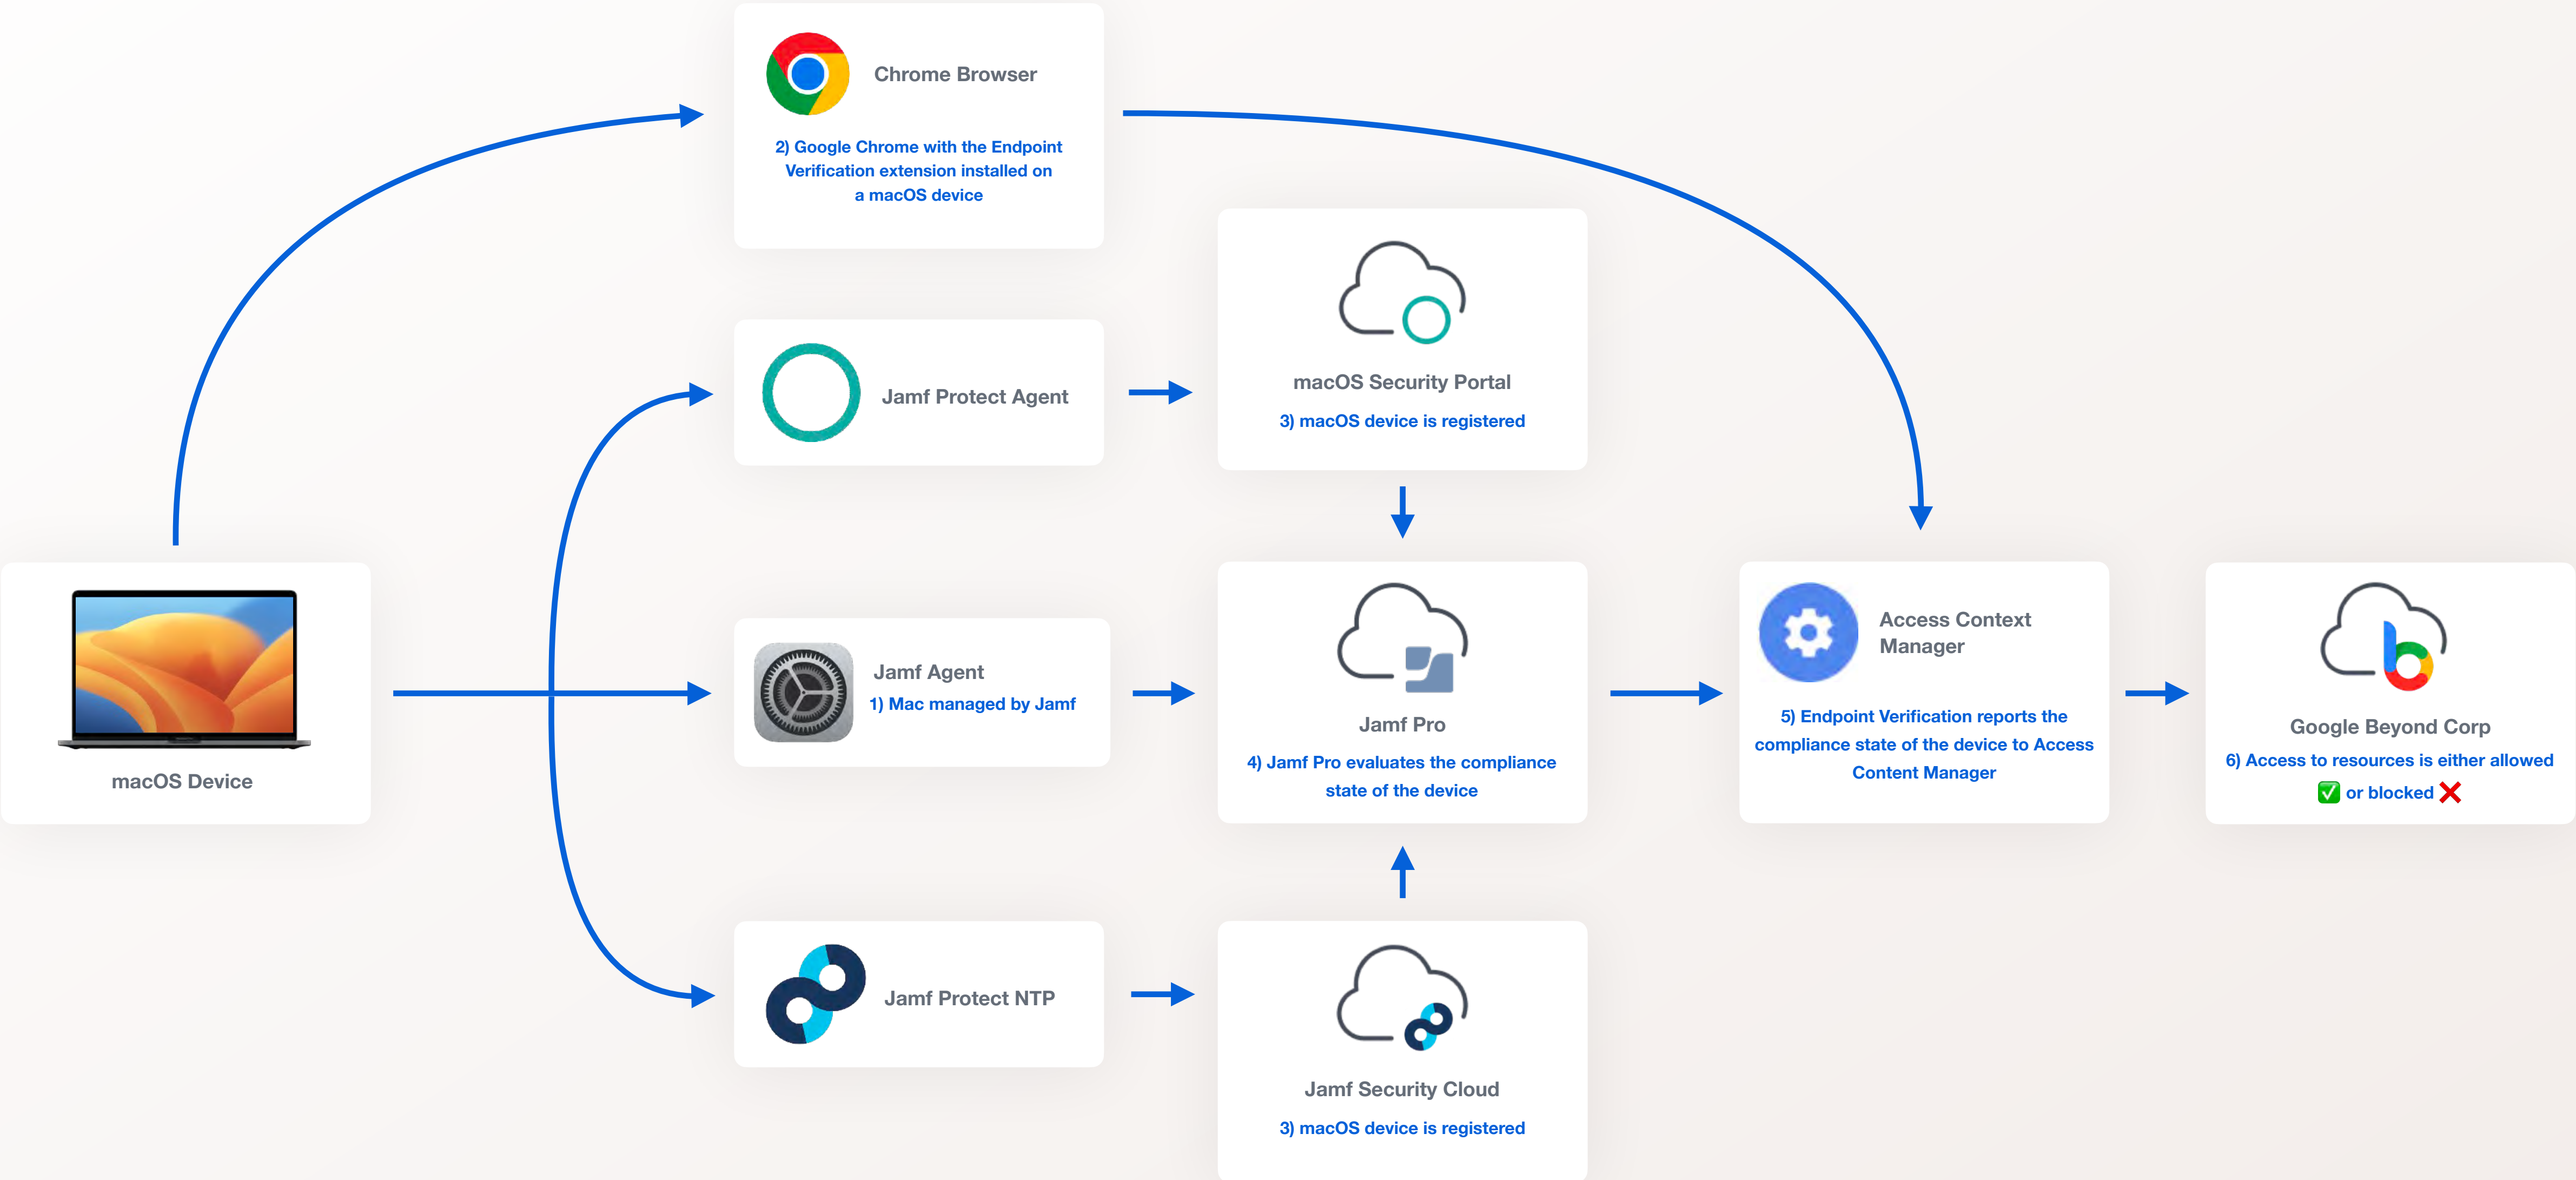 Chrome Browser
2) Google Chrome with the Endpoint
Verification extension installed on
a macOS device
Jamf Protect Agent
macOS Security Portal
3) macOS device is registered
macOS Device
Jamf Agent
1) Mac managed by Jamf
Jamf Pro
4) Jamf Pro evaluates the compliance
state of the device
Access Context
Manager
5) Endpoint Verification reports the
compliance state of the device to Access
Content Manager
Google Beyond Corp
6) Access to resources is either allowed
✅ or blocked ❌
Jamf Protect NTP
Jamf Security Cloud
3) macOS device is registered